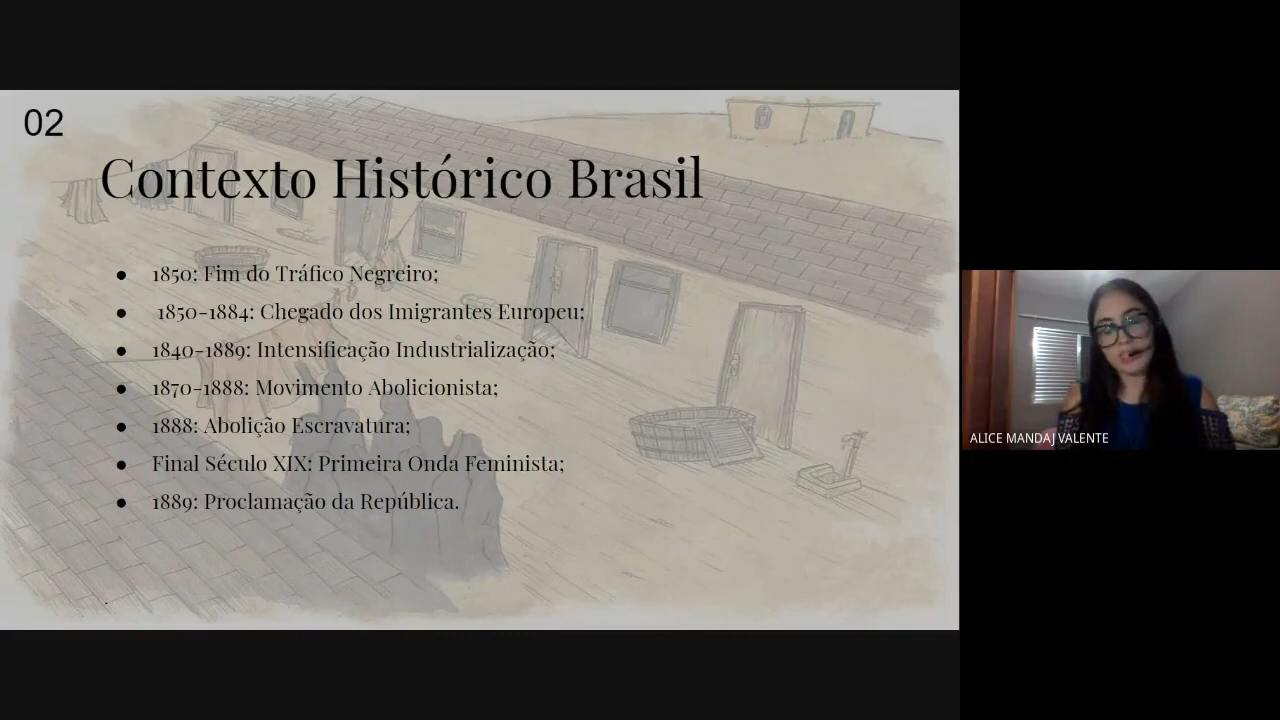 02
Contexto Histórico Brasil
● 1850: Fim do Tráfico Negreiro;
● 1850-1884: Chegado dos Imigrantes Europeu;
● 1840-1889: Intensificação Industrialização;
● 1870-1888: Movimento Abolicionista;
● 1888: Abolição Escravatura;
● Final Século XIX: Primeira Onda Feminista;
● 1889: Proclamação da República.
ALICE MANDAJ VALENTE